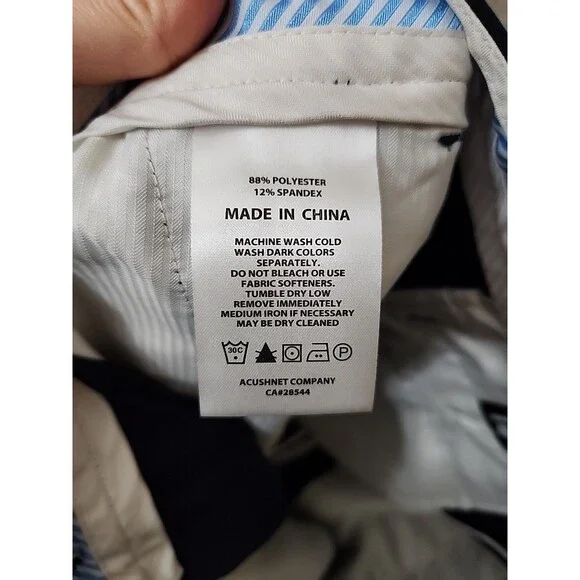 88% POLYESTER
12% SPANDEX
MADE IN CHINA
MACHINE WASH COLD
WASH DARK COLORS
SEPARATELY.
DO NOT BLEACH OR USE
FABRIC SOFTENERS.
TUMBLE DRY LOW
REMOVE IMMEDIATELY
MEDIUM IRON IF NECESSARY
MAY BE DRY CLEANED
30C P
ACUSHNET COMPANY
CA#28544